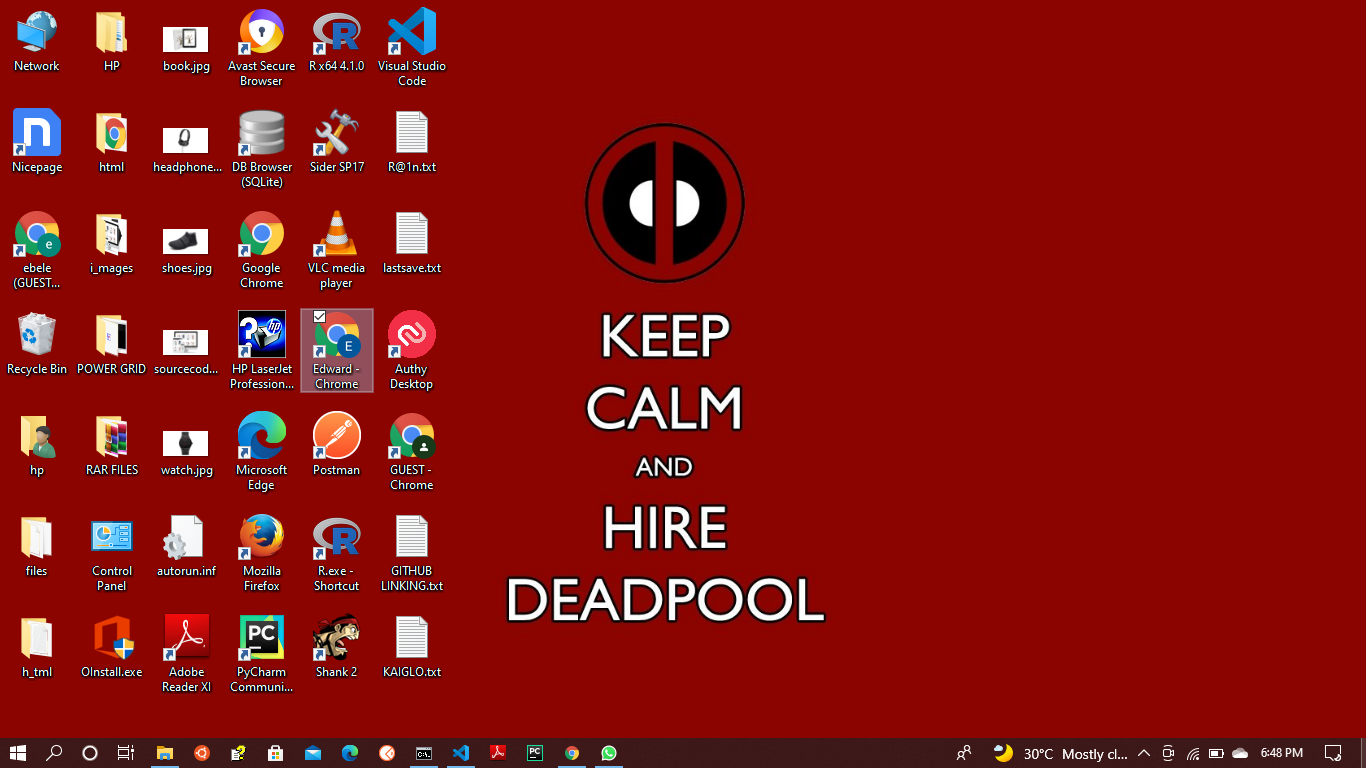 Network
HP
book.jpg
Avast Secure
Browser
R x64 4.1.0
Visual Studio
Code
Nicepage
html
headphone...
DB Browser
(SQLite)
Sider SP17
R@1n.txt
ebele
(GUEST...
i_mages
shoes.jpg
Google
Chrome
VLC media
player
lastsave.txt
Recycle Bin
POWER GRID
sourcecod...
HP LaserJet
Profession...
Edward -
Chrome
Authy
Desktop
hp
RAR FILES
watch.jpg
Microsoft
Edge
Postman
GUEST -
Chrome
files
Control
Panel
autorun.inf
Mozilla
Firefox
R.exe -
Shortcut
GITHUB
LINKING.txt
h_tml
OInstall.exe
Adobe
Reader XI
PyCharm
Communi...
Shank 2
KAIGLO.txt
KEEP
CALM
AND
HIRE
DEADPOOL
30°C Mostly cl...
6:48 PM